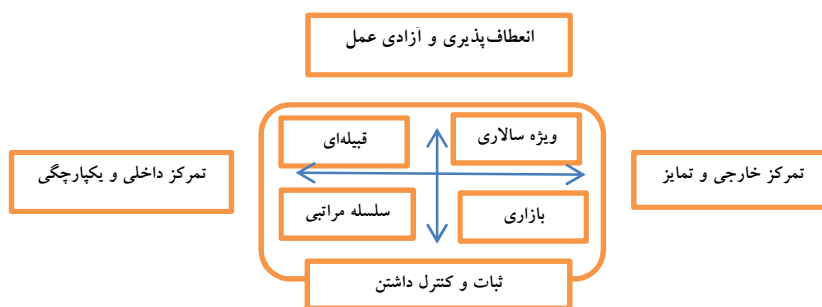 انعطاف‌پذیری و آزادی عمل
ویژه سالاری
قبیله‌ای
تمرکز خارجی و تمایز
تمرکز داخلی و یکپارچگی
بازاری
سلسله مراتبی
ثبات و کنترل داشتن